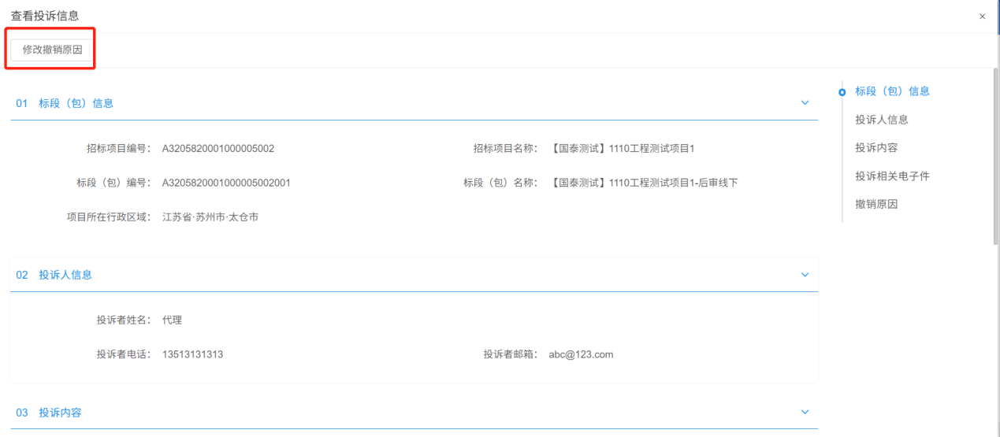 查看投诉信息
×
修改撤销原因
01 标段（包）信息
招标项目编号： A3205820001000005002 招标项目名称： 【国泰测试】1110工程测试项目1
标段（包）编号： A3205820001000005002001 标段（包）名称： 【国泰测试】1110工程测试项目1-后审线下
项目所在行政区域： 江苏省·苏州市·太仓市
02 投诉人信息
投诉者姓名： 代理
投诉者电话： 13513131313 投诉者邮箱： abc@123.com
03 投诉内容
标段（包）信息
投诉人信息
投诉内容
投诉相关电子件
撤销原因